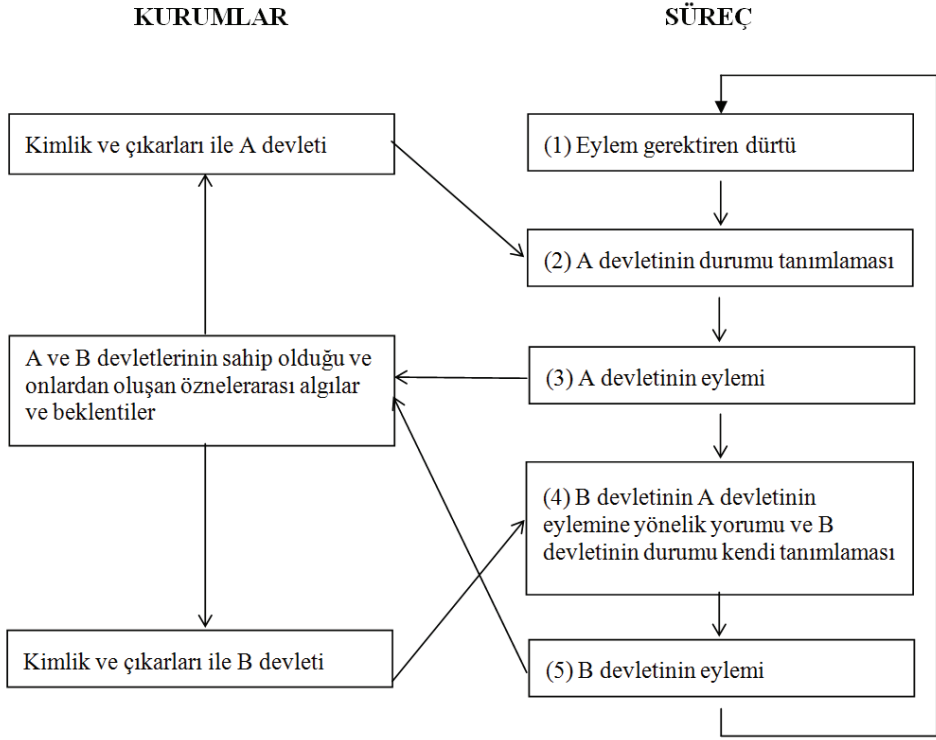 KURUMLAR
SÜREÇ
Kimlik ve çıkarları ile A devleti
(1) Eylem gerektiren dürtü
(2) A devletinin durumu tanımlaması
A ve B devletlerinin sahip olduğu ve
onlardan oluşan öznelerarası algılar
ve beklentiler
(3) A devletinin eylemi
(4) B devletinin A devletinin
eylemine yönelik yorumu ve B
devletinin durumu kendi tanımlaması
Kimlik ve çıkarları ile B devleti
(5) B devletinin eylemi